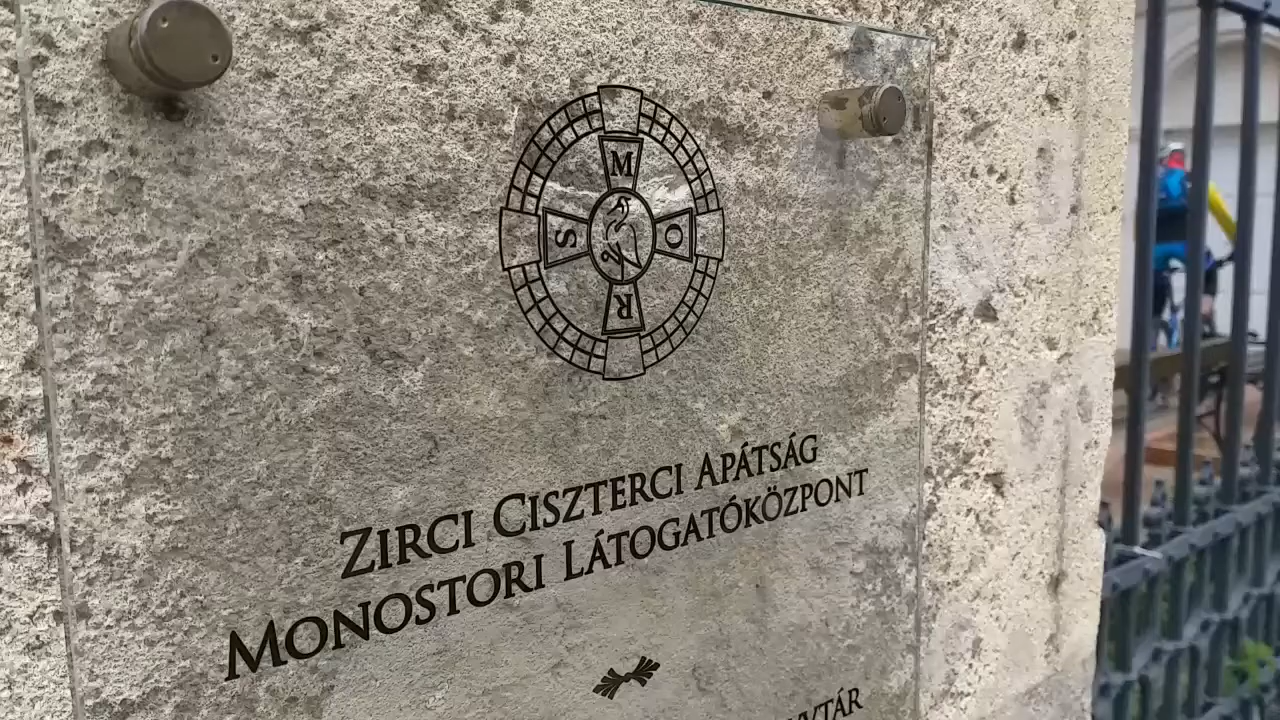 M
S O
R
ZIRCI CISZTERCI APÁTSÁG
MONOSTORI LÁTOGATÓKÖZPONT